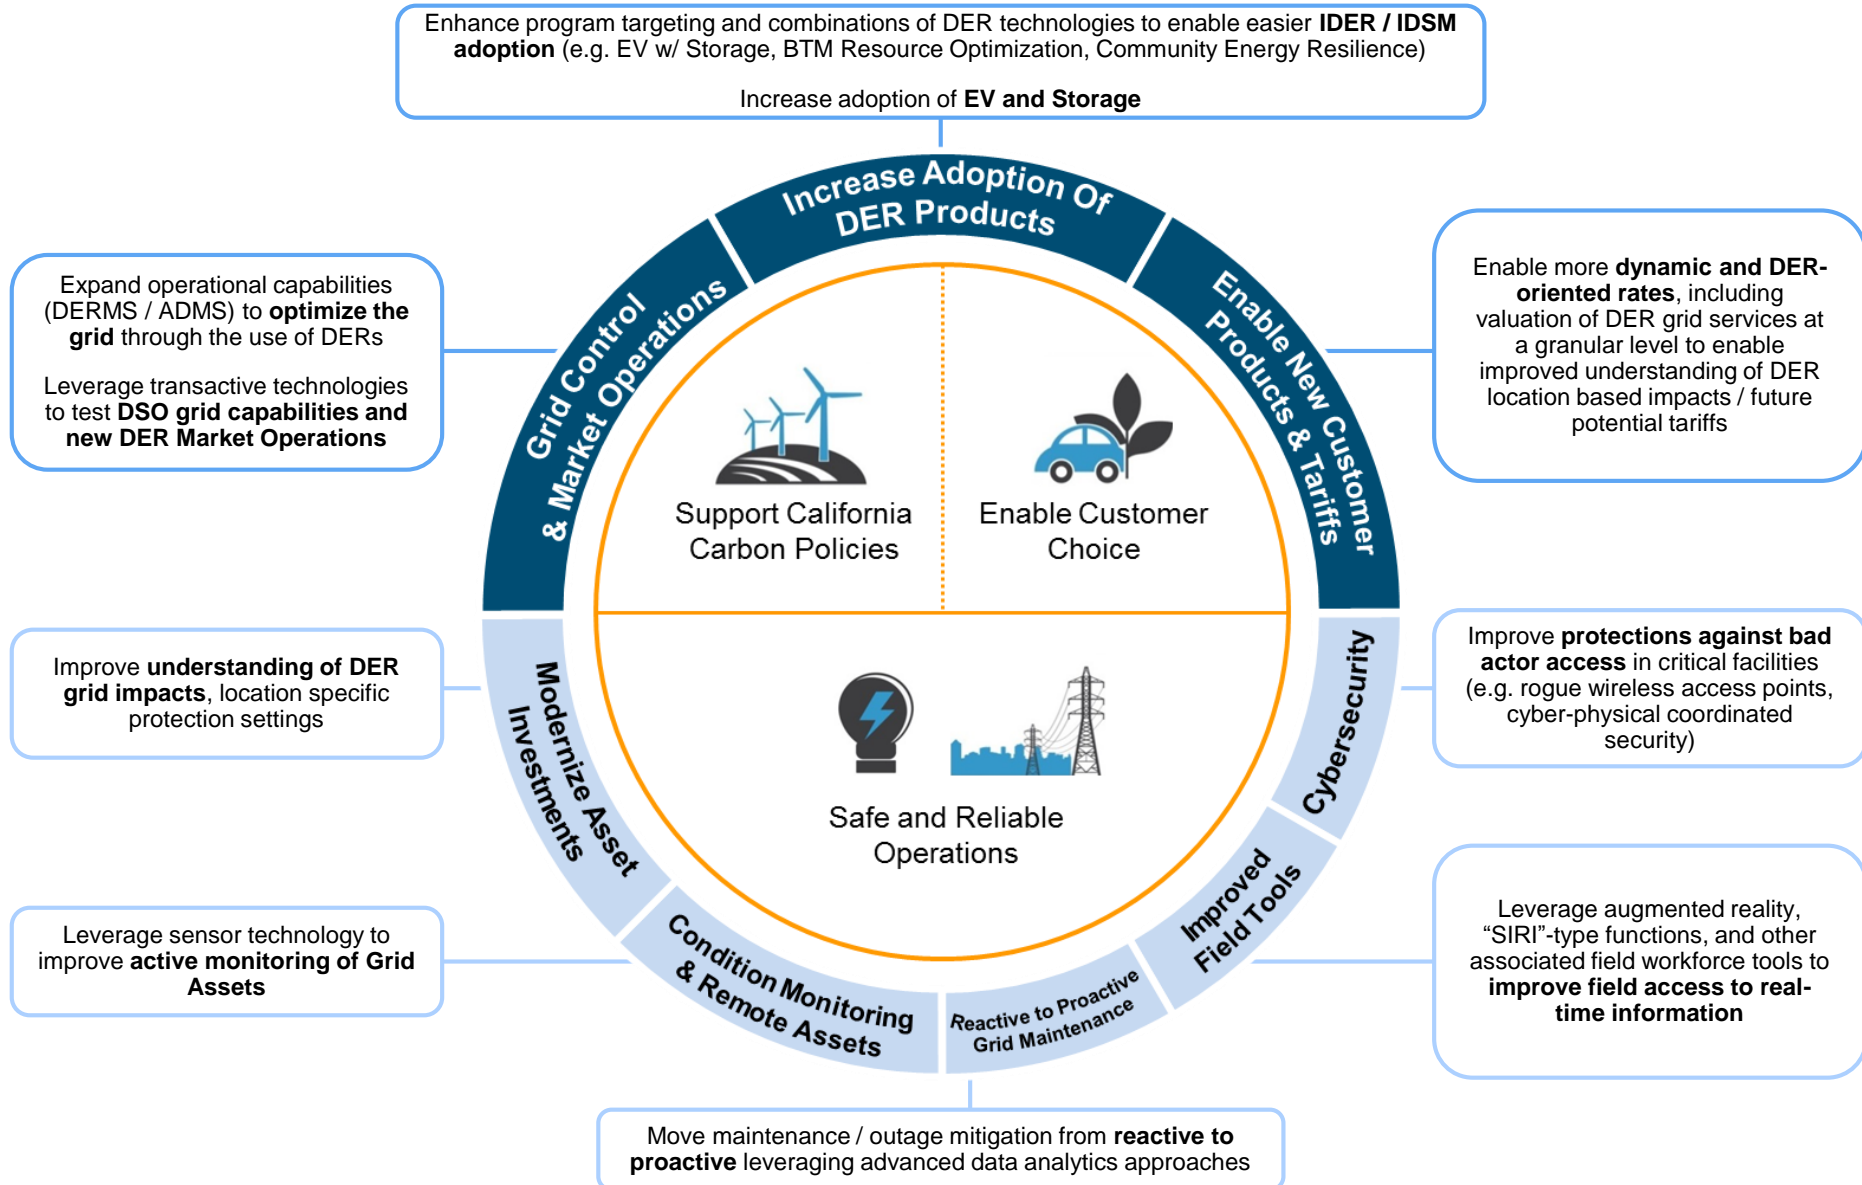 Enhance program targeting and combinations of DER technologies to enable easier IDER / IDSM
adoption (e.g. EV w/ Storage, BTM Resource Optimization, Community Energy Resilience)
Increase adoption of EV and Storage
Increase Adoption Of
DER Products
Grid Control
& Market Operations
Enable New Customer
Products & Tariffs
Expand operational capabilities
(DERMS / ADMS) to optimize the
grid through the use of DERs
Leverage transactive technologies
to test DSO grid capabilities and
new DER Market Operations
Enable more dynamic and DER-
oriented rates, including
valuation of DER grid services at
a granular level to enable
improved understanding of DER
location based impacts / future
potential tariffs
Support California
Carbon Policies
Enable Customer
Choice
Improve understanding of DER
grid impacts, location specific
protection settings
Modernize Asset
Investments
Cybersecurity
Improve protections against bad
actor access in critical facilities
(e.g. rogue wireless access points,
cyber-physical coordinated
security)
Safe and Reliable
Operations
Leverage sensor technology to
improve active monitoring of Grid
Assets
Condition Monitoring
& Remote Assets
Reactive to Proactive
Grid Maintenance
Improved
Field Tools
Leverage augmented reality,
“SIRI”-type functions, and other
associated field workforce tools to
improve field access to real-
time information
Move maintenance / outage mitigation from reactive to
proactive leveraging advanced data analytics approaches